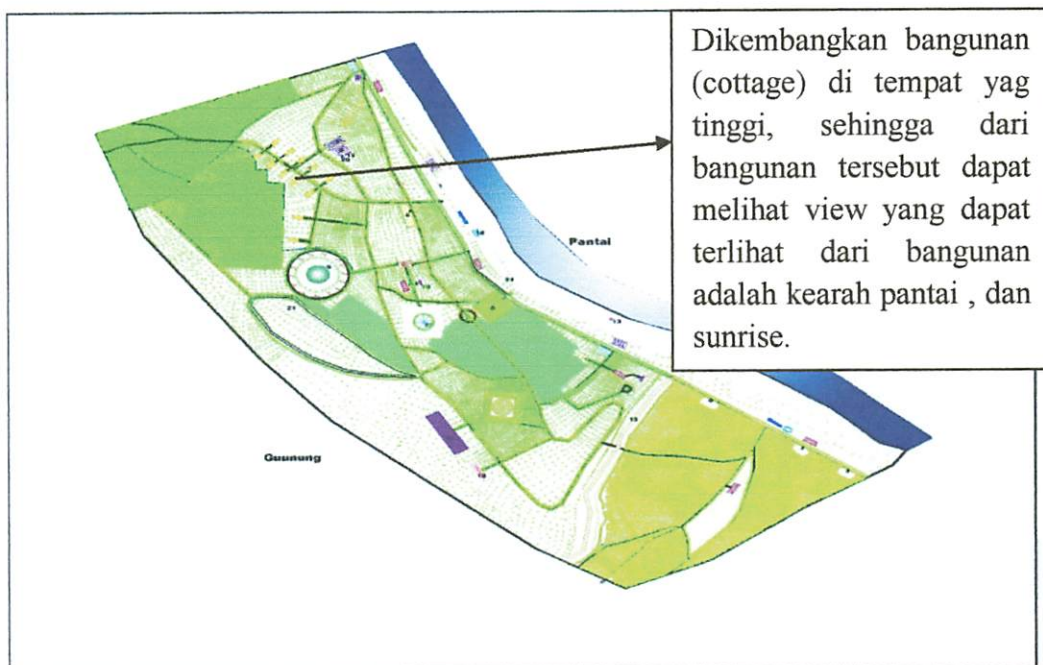 Dikembangkan bangunan
(cottage) di tempat yag
tinggi, sehingga dari
bangunan tersebut dapat
melihat view yang dapat
terlihat dari bangunan
adalah kearah pantai , dan
sunrise.
Pantai
Guunung